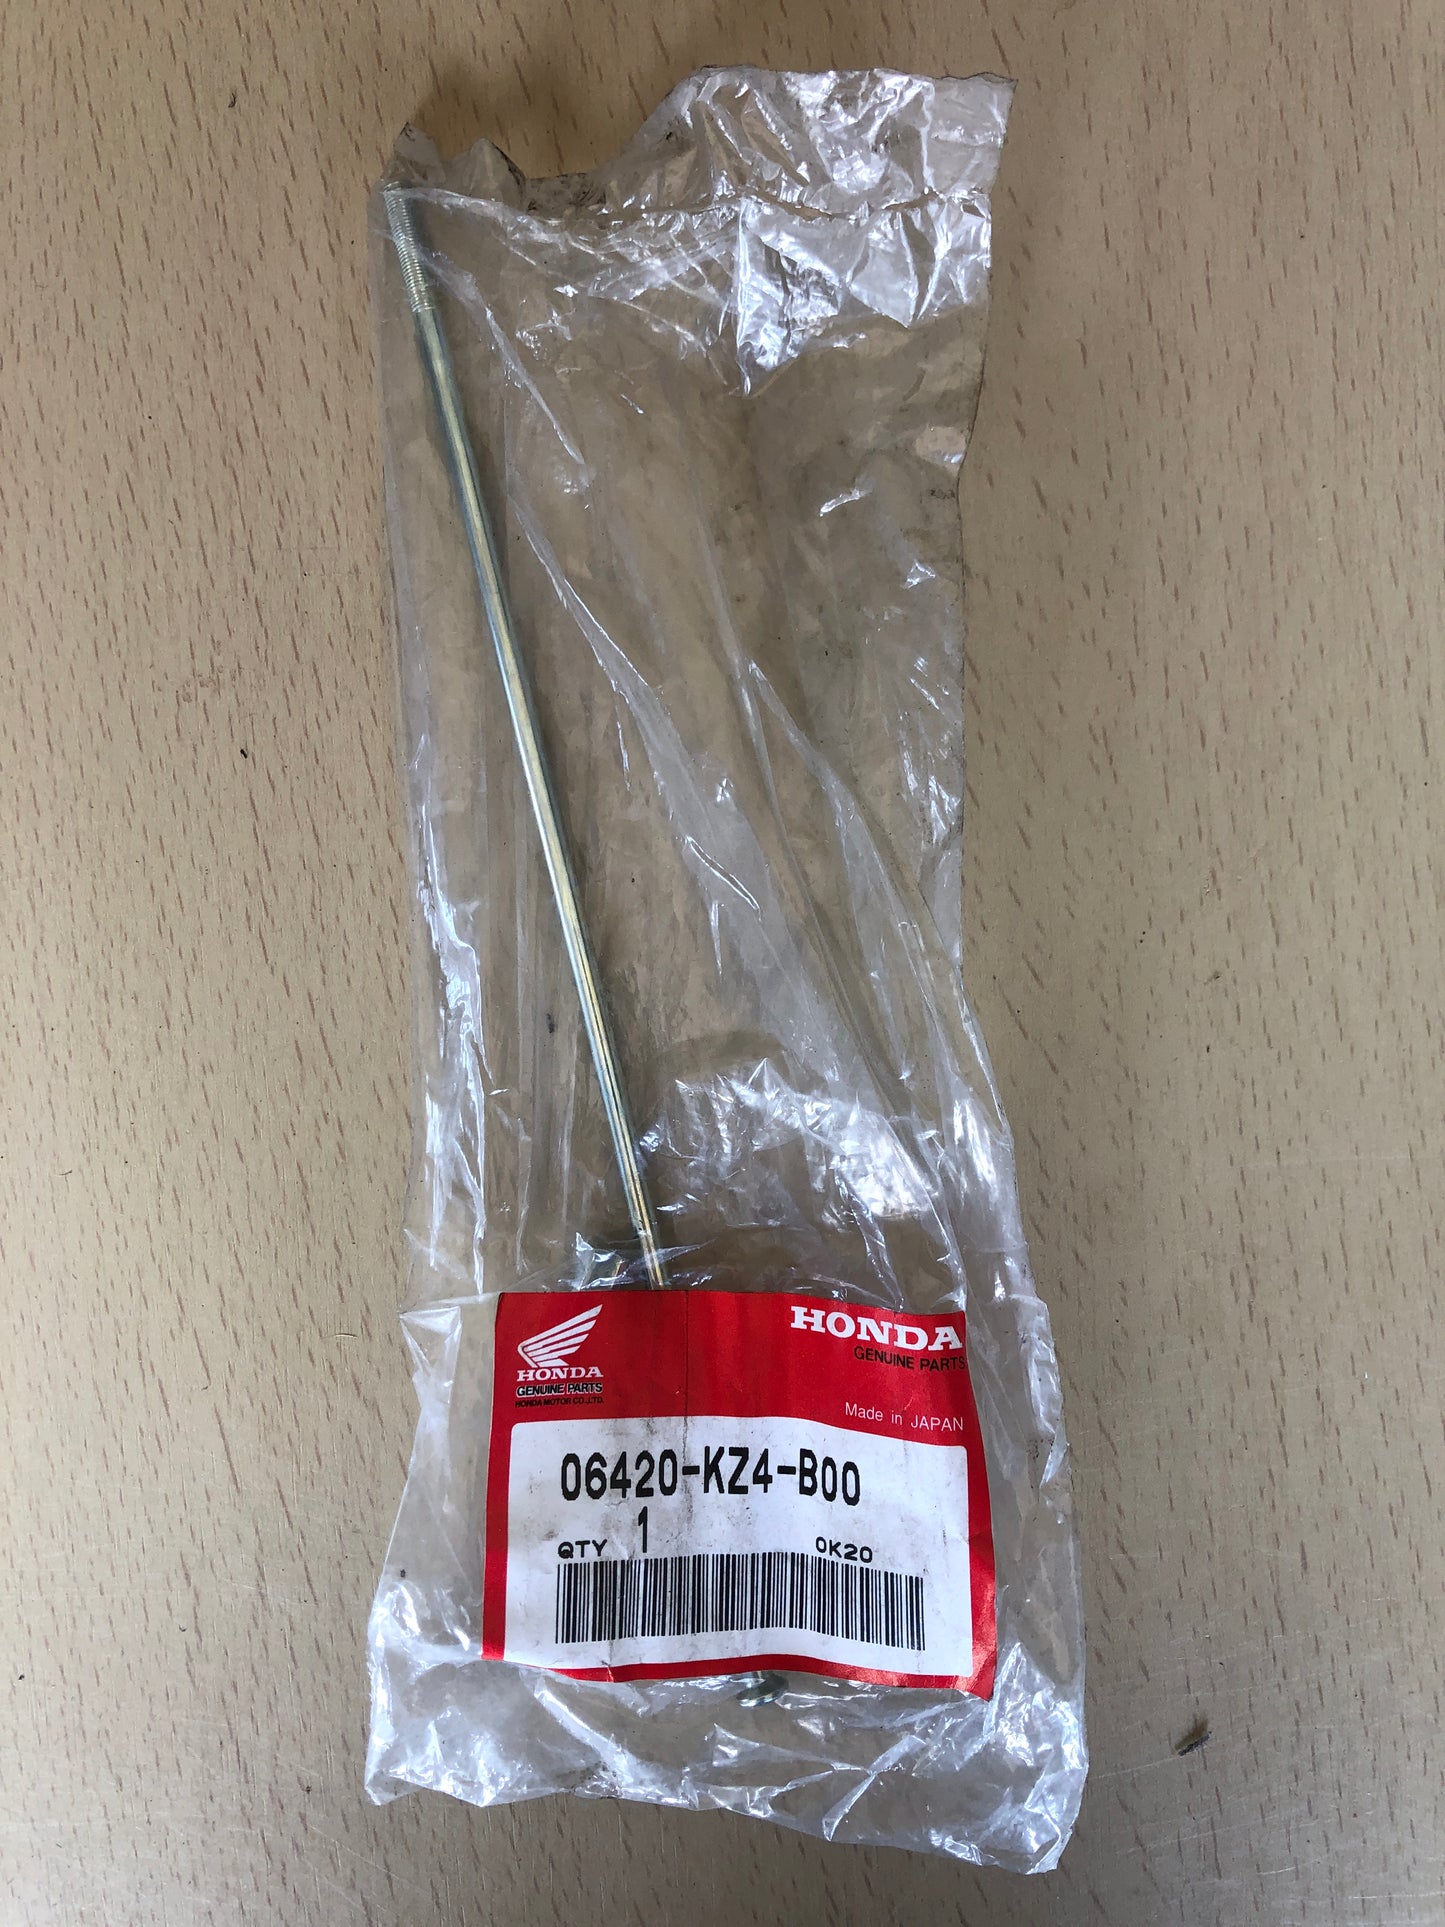 HONDA
GENUINE PARTS
HONDA MOTOR CO.,LTD.
HONDA
GENUINE PARTS
Made in JAPAN
06420-KZ4-B00
QTY 1 0K20